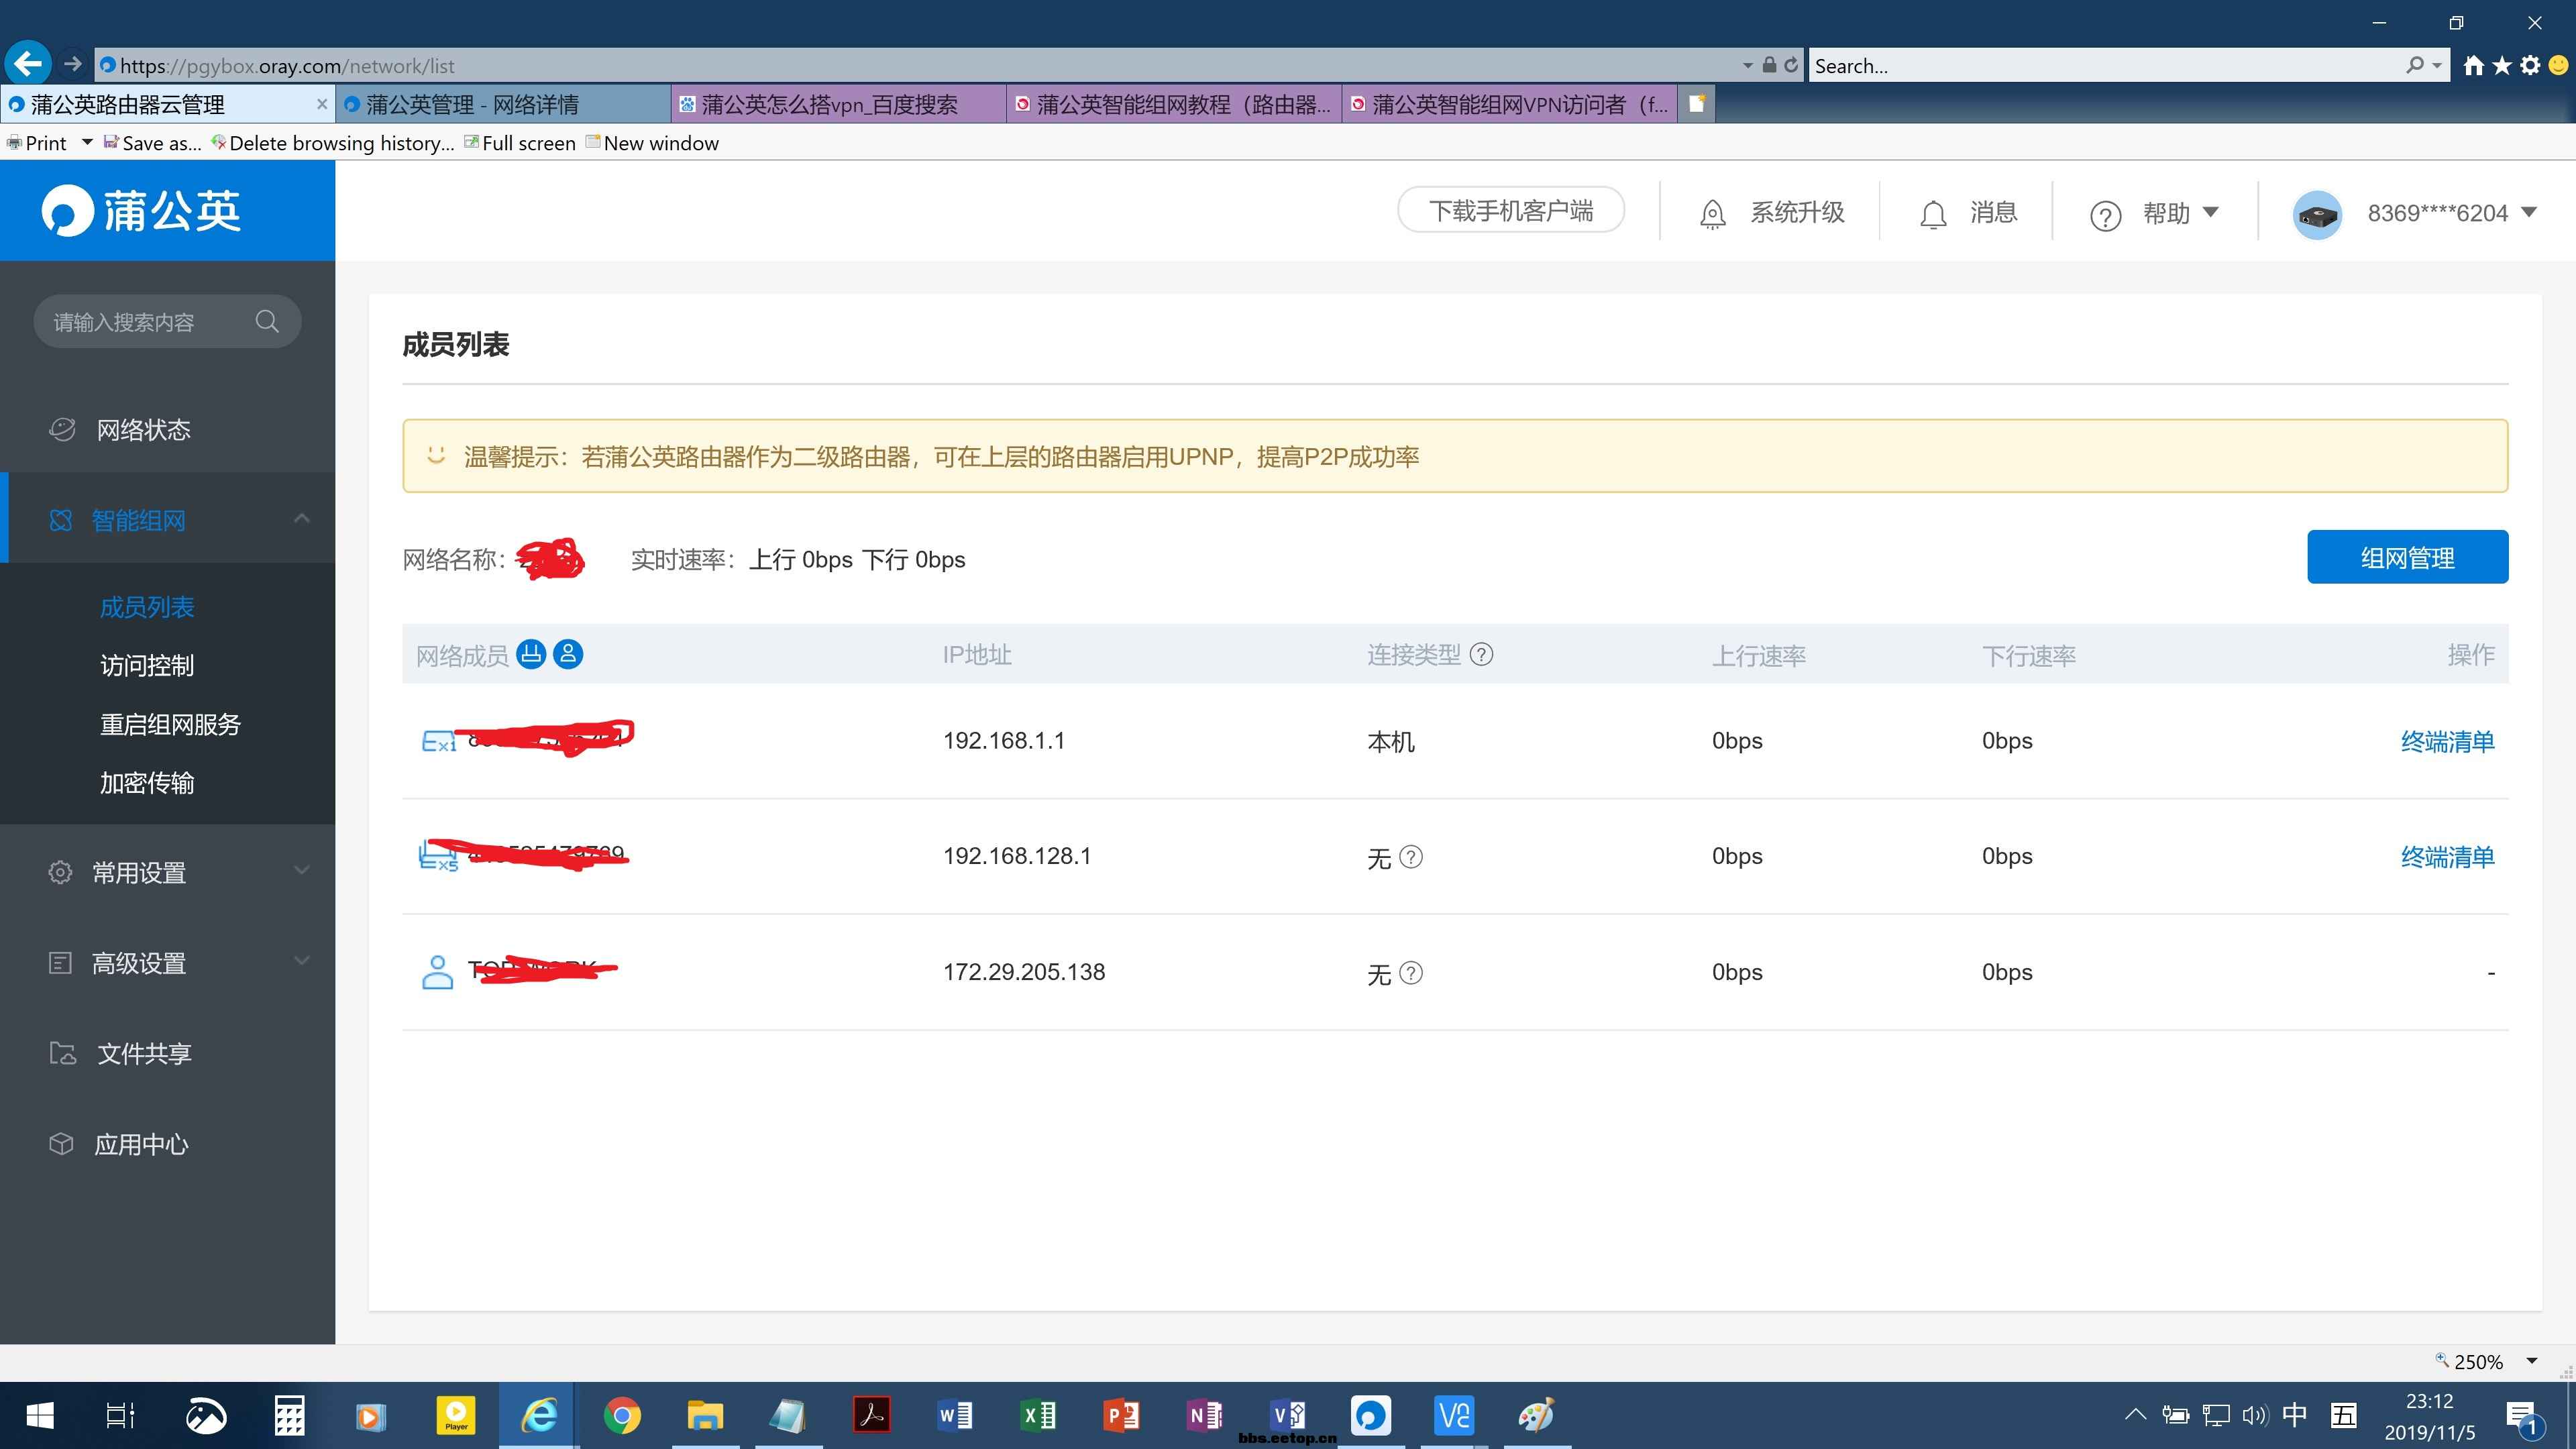 https://pgybox.oray.com/network/list
Search...
蒲公英路由器云管理
蒲公英管理 - 网络详情
蒲公英怎么搭vpn_百度搜索
蒲公英智能组网教程（路由器...
蒲公英智能组网VPN访问者（f...
Print Save as... Delete browsing history... Full screen New window
蒲公英
下载手机客户端 系统升级 消息 帮助 8369****6204
请输入搜索内容
网络状态
智能组网
成员列表
访问控制
重启组网服务
加密传输
常用设置
高级设置
文件共享
应用中心
成员列表
温馨提示：若蒲公英路由器作为二级路由器，可在上层的路由器启用UPNP，提高P2P成功率
网络名称： 实时速率：上行 0bps 下行 0bps
组网管理
网络成员 IP地址 连接类型 上行速率 下行速率 操作
192.168.1.1 本机 0bps 0bps 终端清单
192.168.128.1 无 0bps 0bps 终端清单
172.29.205.138 无 0bps 0bps -
250%
Player
bbs.eetop.cn
中 五
23:12
2019/11/5
1